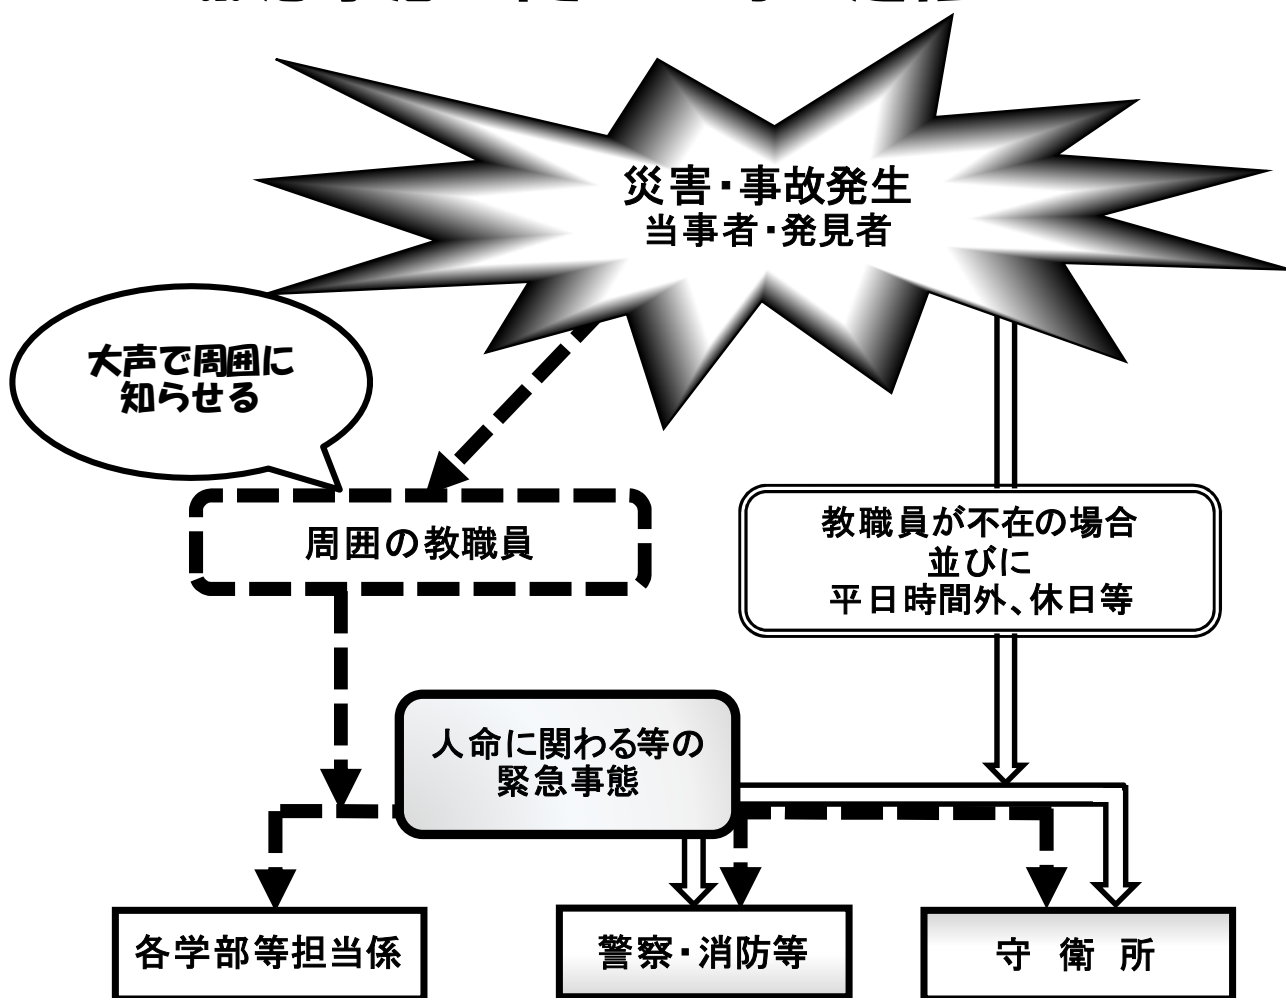 災害・事故発生
当事者・発見者
大声で周囲に
知らせる
周囲の教職員
教職員が不在の場合
並びに
平日時間外、休日等
人命に関わる等の
緊急事態
各学部等担当係
警察・消防等
守 衛 所